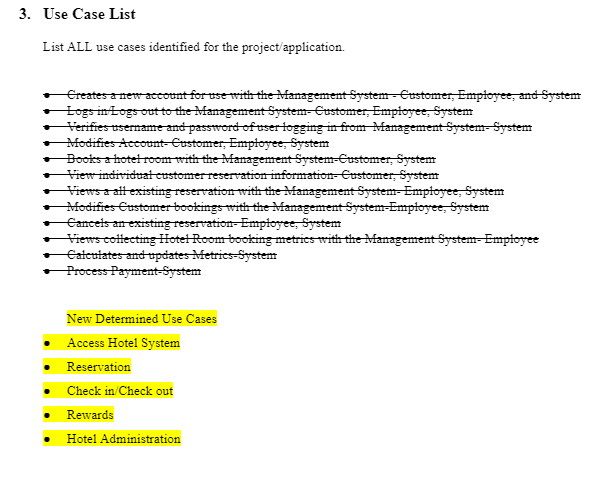 3. Use Case List
List ALL use cases identified for the project/application.
• Creates a new account for use with the Management System - Customer, Employee, and System
• Logs in/Logs out to the Management System- Customer, Employee, System
• Verifies username and password of user logging in from Management System- System
• Modifies Account- Customer, Employee, System
• Books a hotel room with the Management System-Customer, System
• View individual customer reservation information- Customer, System
• Views a all existing reservation with the Management System- Employee, System
• Modifies Customer bookings with the Management System-Employee, System
• Cancels an existing reservation- Employee, System
• Views collecting Hotel Room booking metrics with the Management System- Employee
• Calculates and updates Metrics-System
• Process Payment-System
New Determined Use Cases
• Access Hotel System
• Reservation
• Check in/Check out
• Rewards
• Hotel Administration